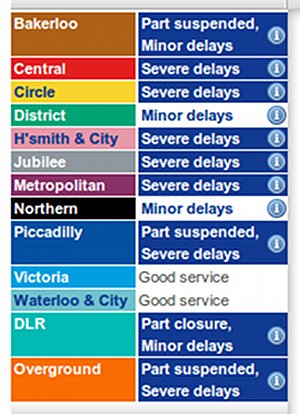 Bakerloo Part suspended,
Minor delays
Central Severe delays
Circle Severe delays
District Minor delays
H'smith & City Severe delays
Jubilee Severe delays
Metropolitan Severe delays
Northern Minor delays
Piccadilly Part suspended,
Severe delays
Victoria Good service
Waterloo & City Good service
DLR Part closure,
Minor delays
Overground Part suspended,
Severe delays